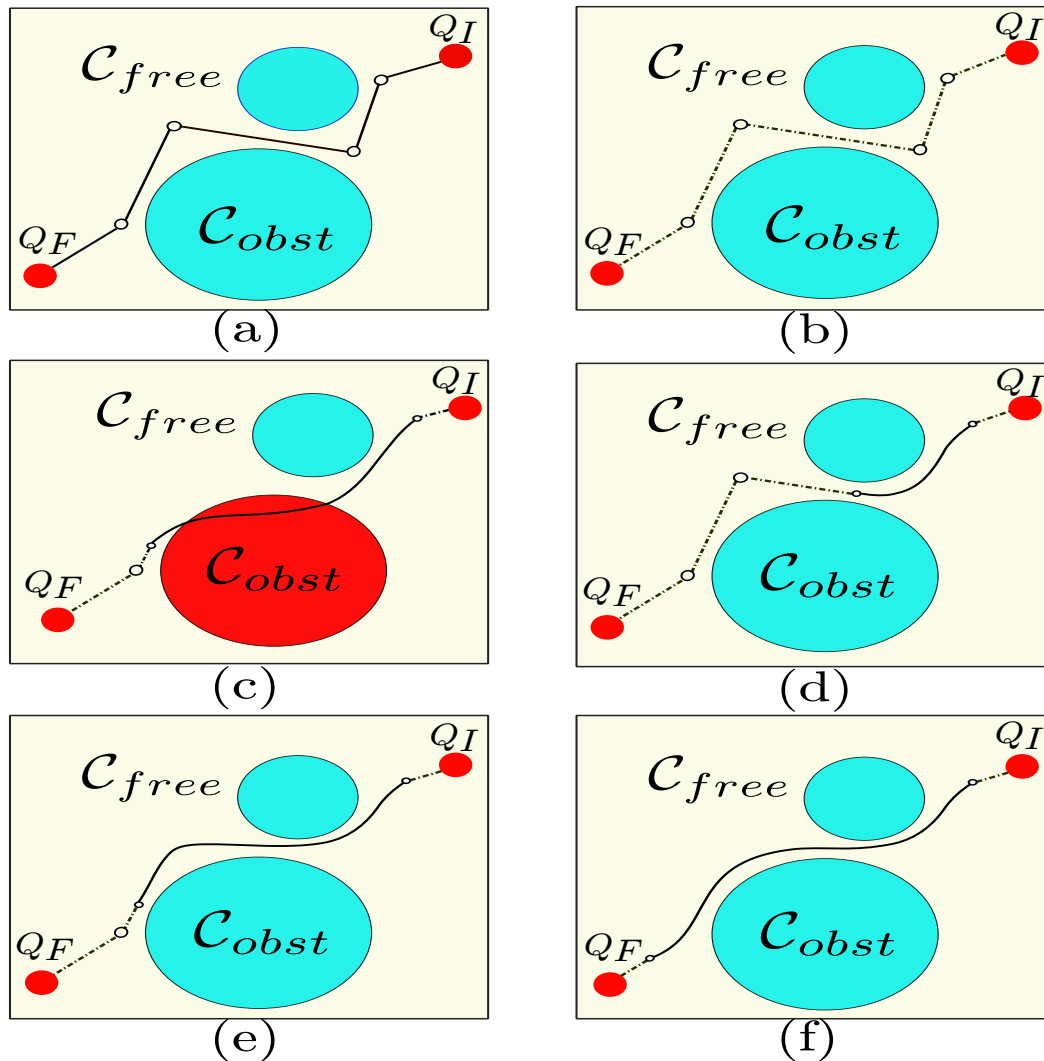 Q_I
C_free
C_obst
Q_F
(a)
Q_I
C_free
C_obst
Q_F
(b)
Q_I
C_free
C_obst
Q_F
(c)
Q_I
C_free
C_obst
Q_F
(d)
Q_I
C_free
C_obst
Q_F
(e)
Q_I
C_free
C_obst
Q_F
(f)